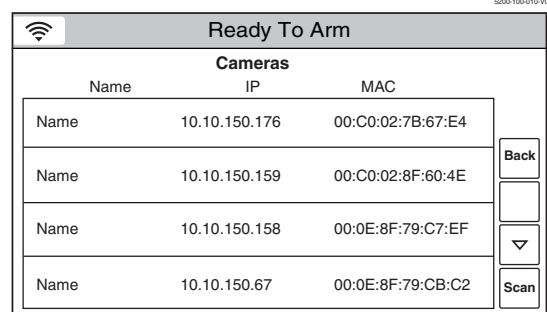 5200-100-010-V0
Ready To Arm
Cameras
Name IP MAC
Name 10.10.150.176 00:C0:02:7B:67:E4
Back
Name 10.10.150.159 00:C0:02:8F:60:4E
Name 10.10.150.158 00:0E:8F:79:C7:EF
Name 10.10.150.67 00:0E:8F:79:CB:C2
Scan